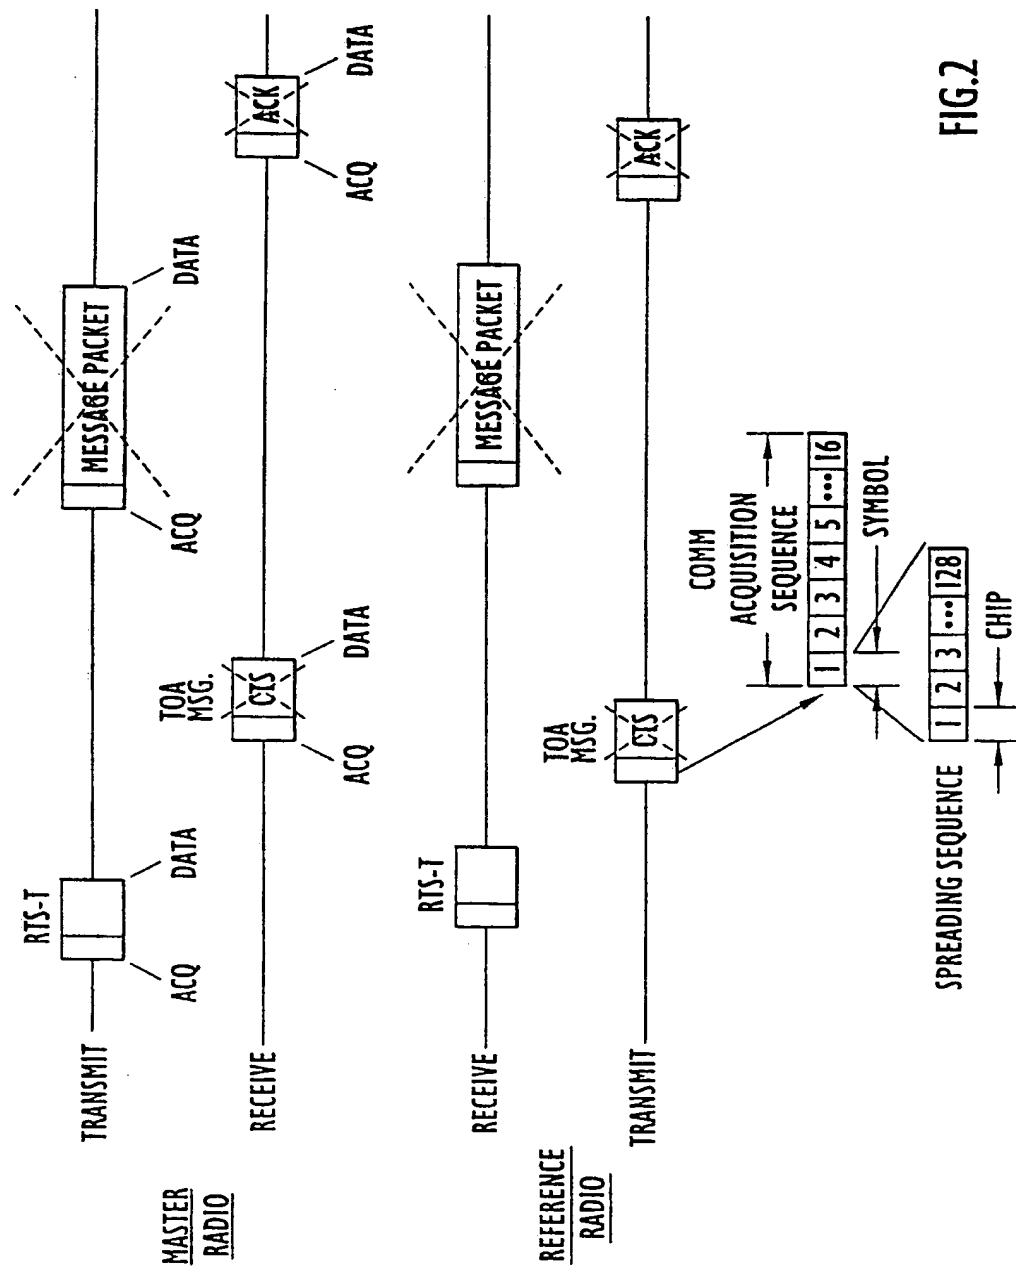 MASTER
RADIO
TRANSMIT
RTS-T
ACQ
DATA
ACQ
MESSAGE PACKET
DATA
RECEIVE
TOA
MSG.
CTS
ACQ
DATA
ACK
ACQ
DATA
REFERENCE
RADIO
RECEIVE
RTS-T
MESSAGE PACKET
TRANSMIT
TOA
MSG.
CTS
ACK
COMM
ACQUISITION
SEQUENCE
1 2 3 4 5 ••• 16
SYMBOL
SPREADING SEQUENCE
1 2 3 ••• 128
CHIP
FIG.2